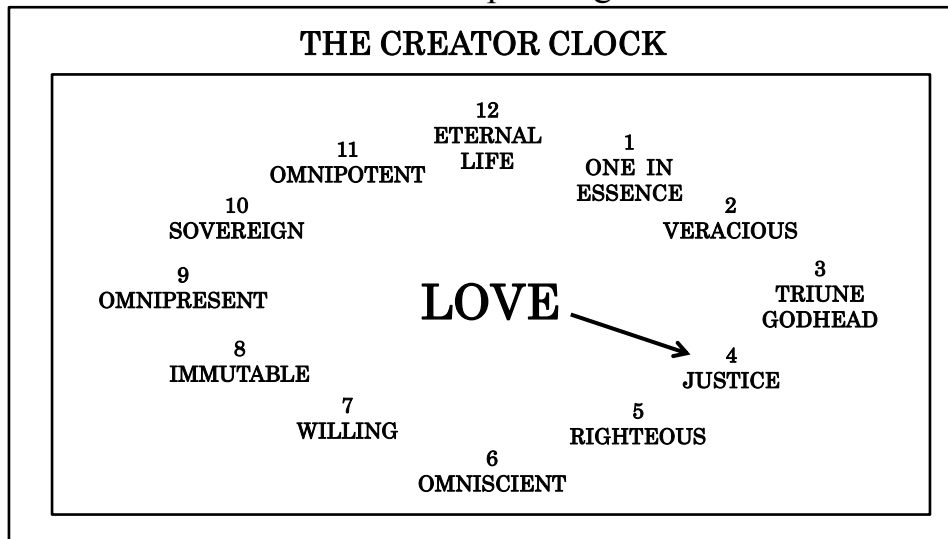 THE CREATOR CLOCK
12
ETERNAL
LIFE
1
ONE IN
ESSENCE
2
VERACIOUS
3
TRIUNE
GODHEAD
4
JUSTICE
5
RIGHTEOUS
6
OMNISCIENT
7
WILLING
8
IMMUTABLE
9
OMNIPRESENT
10
SOVEREIGN
11
OMNIPOTENT
LOVE